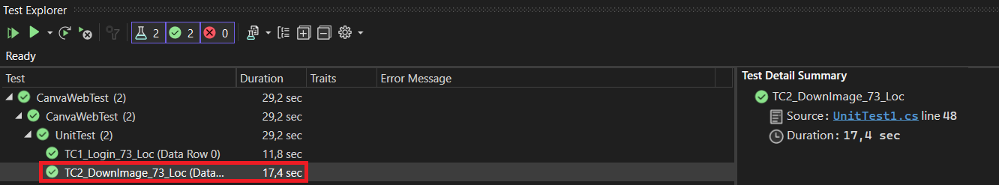 Test Explorer
2 2 0
Ready
Test Duration Traits Error Message
CanvaWebTest (2) 29,2 sec
CanvaWebTest (2) 29,2 sec
UnitTest (2) 29,2 sec
TC1_Login_73_Loc (Data Row 0) 11,8 sec
TC2_DownImage_73_Loc (Data... 17,4 sec
Test Detail Summary
TC2_DownImage_73_Loc
Source: UnitTest1.cs line 48
Duration: 17,4 sec